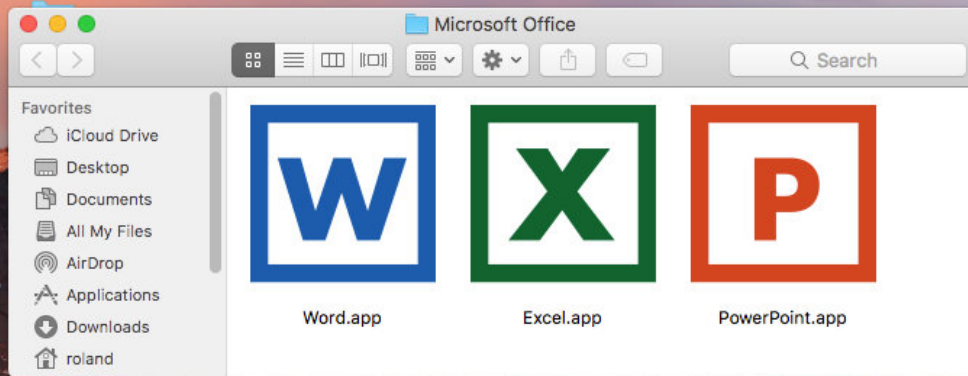 Microsoft Office
Search
Favorites
iCloud Drive
Desktop
Documents
All My Files
AirDrop
Applications
Downloads
roland
W
X
P
Word.app
Excel.app
PowerPoint.app